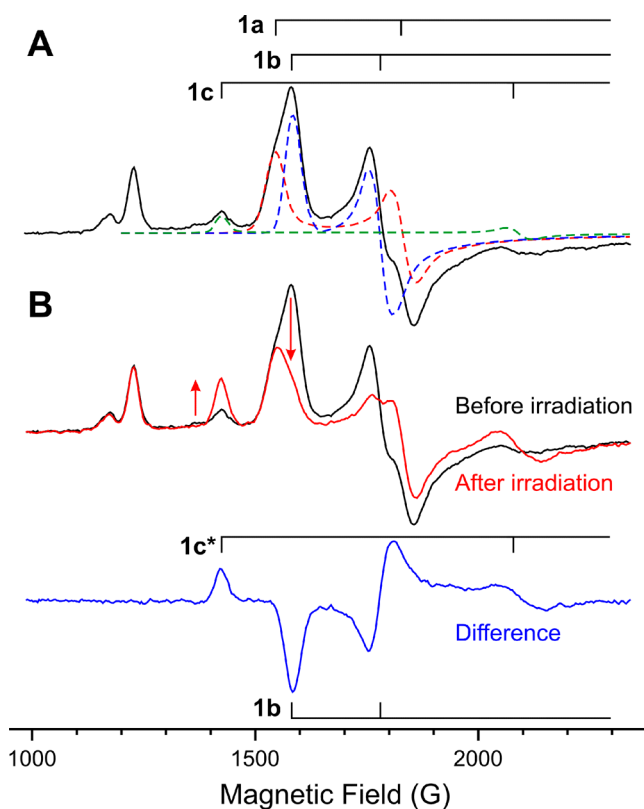 A
1a
1b
1c
B
Before irradiation
After irradiation
1c*
Difference
1b
1000 1500 2000
Magnetic Field (G)